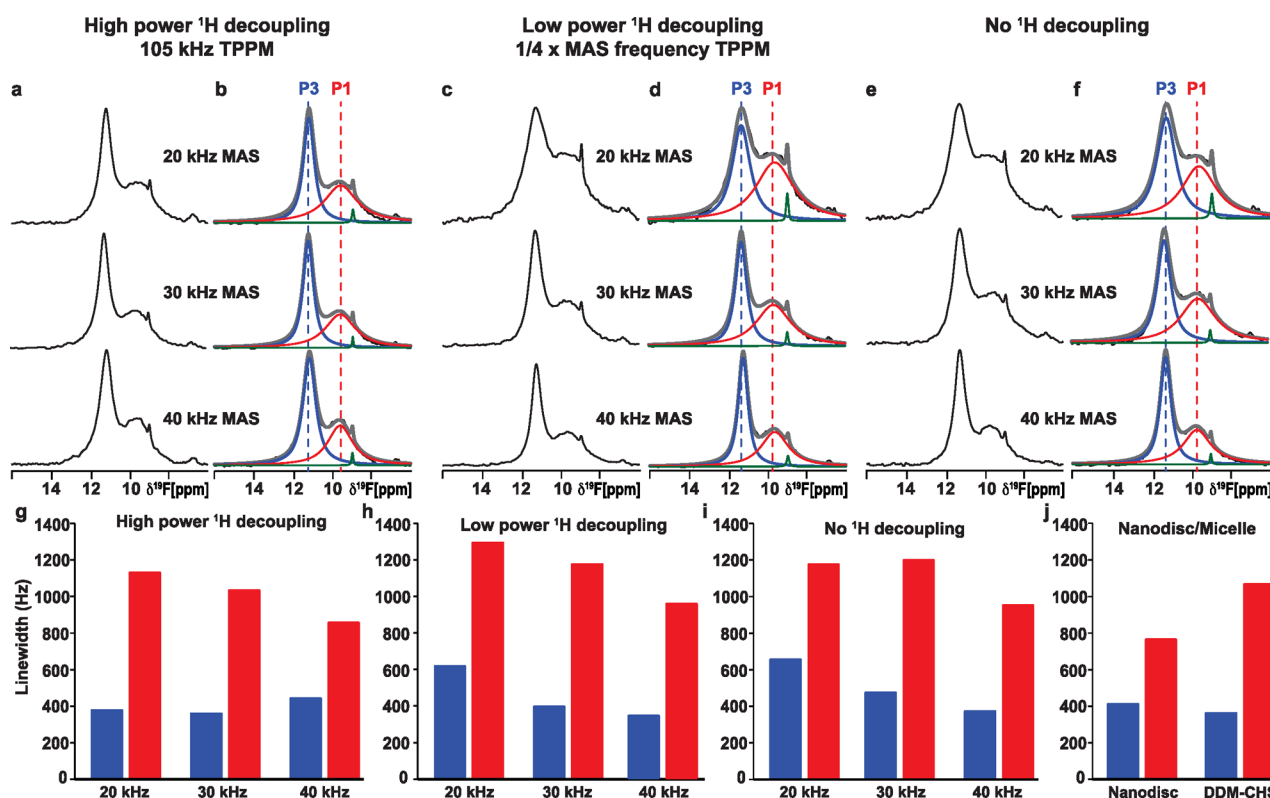 High power ¹H decoupling
105 kHz TPPM
Low power ¹H decoupling
1/4 x MAS frequency TPPM
No ¹H decoupling
a
b
P3
P1
c
d
P3
P1
e
f
P3
P1
20 kHz MAS
20 kHz MAS
20 kHz MAS
30 kHz MAS
30 kHz MAS
30 kHz MAS
40 kHz MAS
40 kHz MAS
40 kHz MAS
14 12 10 δ¹⁹F[ppm]
14 12 10 δ¹⁹F[ppm]
14 12 10 δ¹⁹F[ppm]
14 12 10 δ¹⁹F[ppm]
14 12 10 δ¹⁹F[ppm]
14 12 10 δ¹⁹F[ppm]
g
High power ¹H decoupling
Linewidth (Hz)
1400
1200
1000
800
600
400
200
0
20 kHz 30 kHz 40 kHz
h
Low power ¹H decoupling
1400
1200
1000
800
600
400
200
0
20 kHz 30 kHz 40 kHz
i
No ¹H decoupling
1400
1200
1000
800
600
400
200
0
20 kHz 30 kHz 40 kHz
j
Nanodisc/Micelle
1400
1200
1000
800
600
400
200
0
Nanodisc DDM-CHS